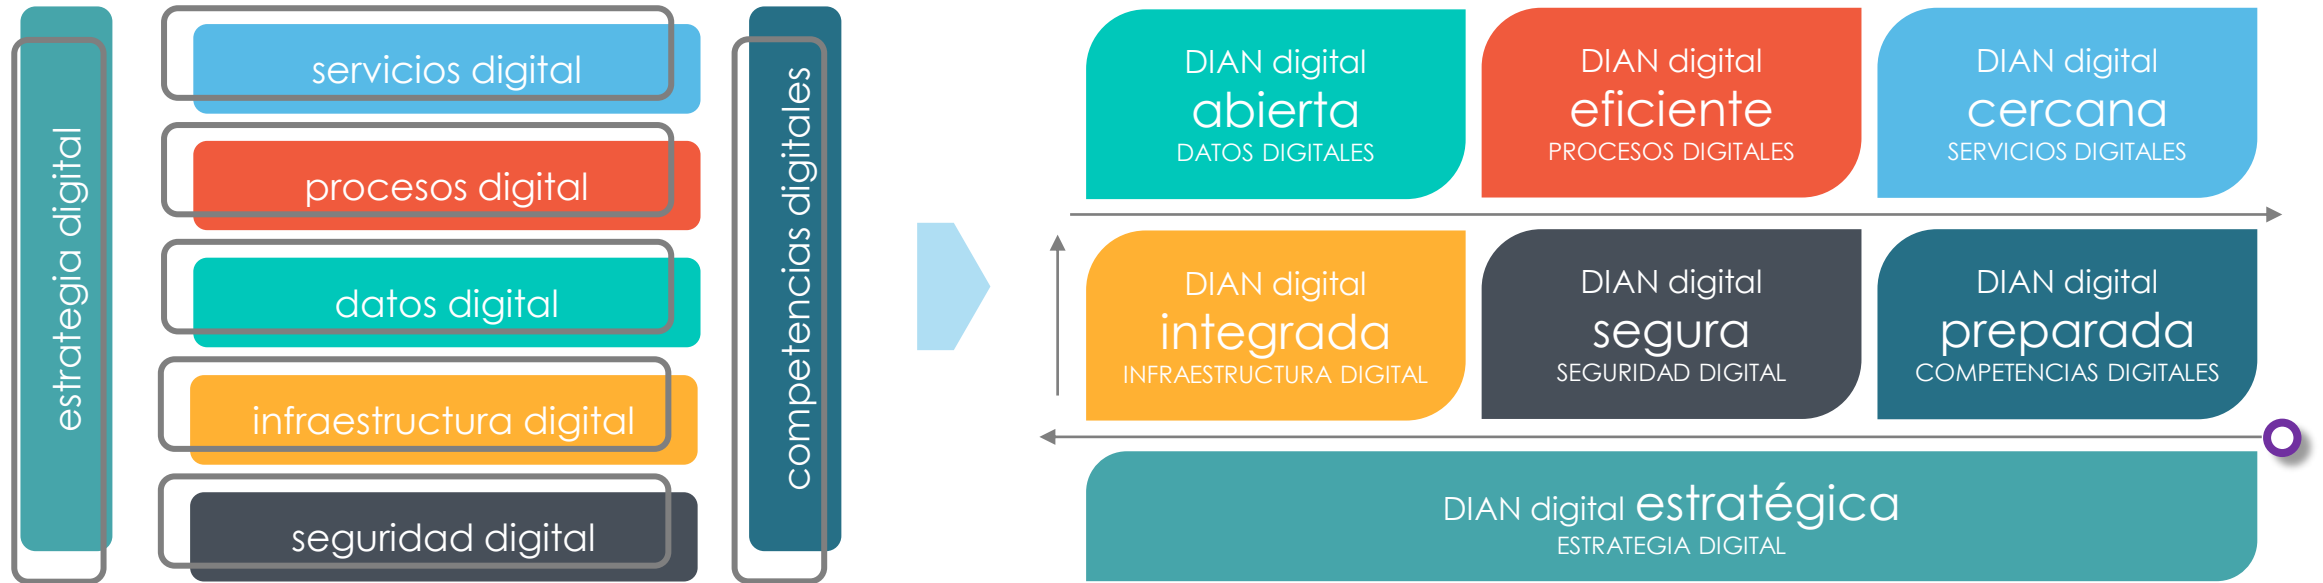 estrategia digital
servicios digital
procesos digital
datos digital
infraestructura digital
seguridad digital
competencias digitales
DIAN digital
abierta
DATOS DIGITALES
DIAN digital
eficiente
PROCESOS DIGITALES
DIAN digital
cercana
SERVICIOS DIGITALES
DIAN digital
integrada
INFRAESTRUCTURA DIGITAL
DIAN digital
segura
SEGURIDAD DIGITAL
DIAN digital
preparada
COMPETENCIAS DIGITALES
DIAN digital estratégica
ESTRATEGIA DIGITAL